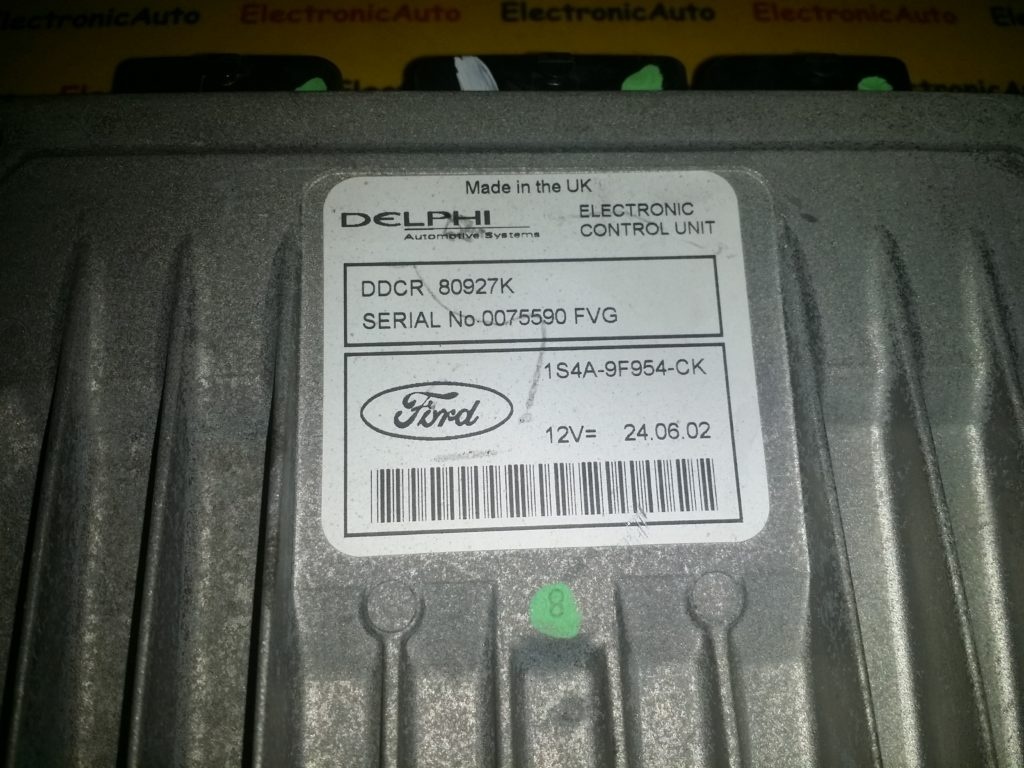 ElectronicAuto ElectronicAuto ElectronicAuto ElectronicAuto
Made in the UK
DELPHI
Automotive Systems
ELECTRONIC
CONTROL UNIT
DDCR 80927K
SERIAL No.0075590 FVG
Ford
1S4A-9F954-CK
12V= 24.06.02
8